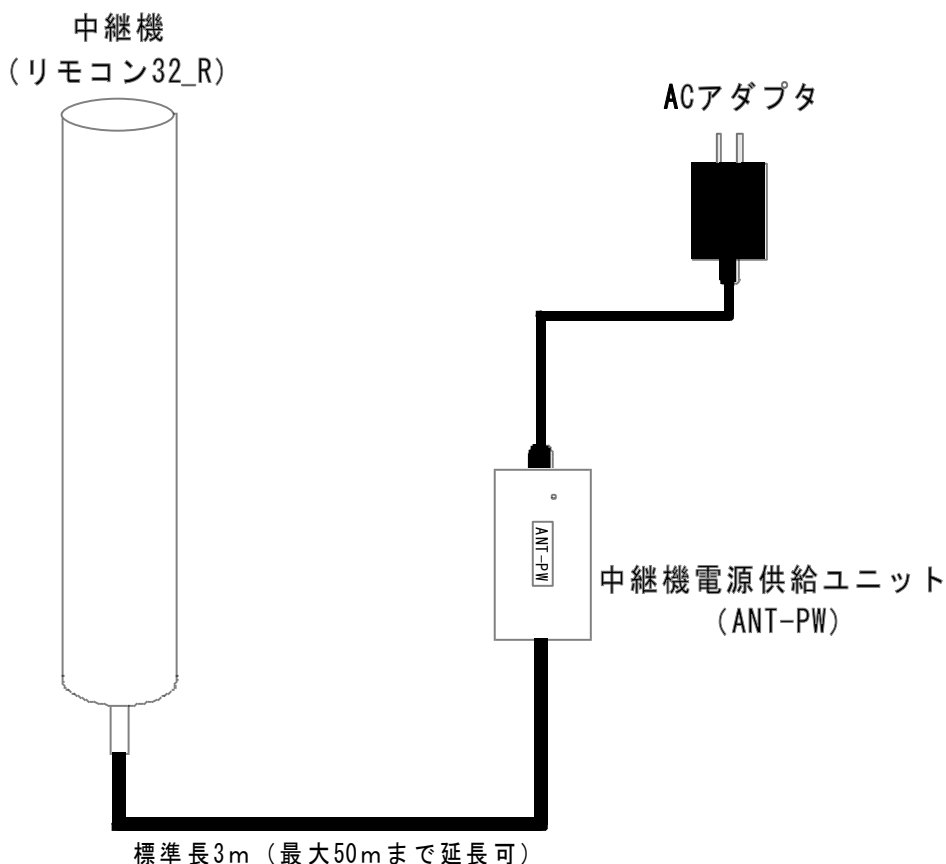 中継機
(リモコン32_R)
ACアダプタ
ANT-PW
中継機電源供給ユニット
(ANT-PW)
標準長3m (最大50mまで延長可)